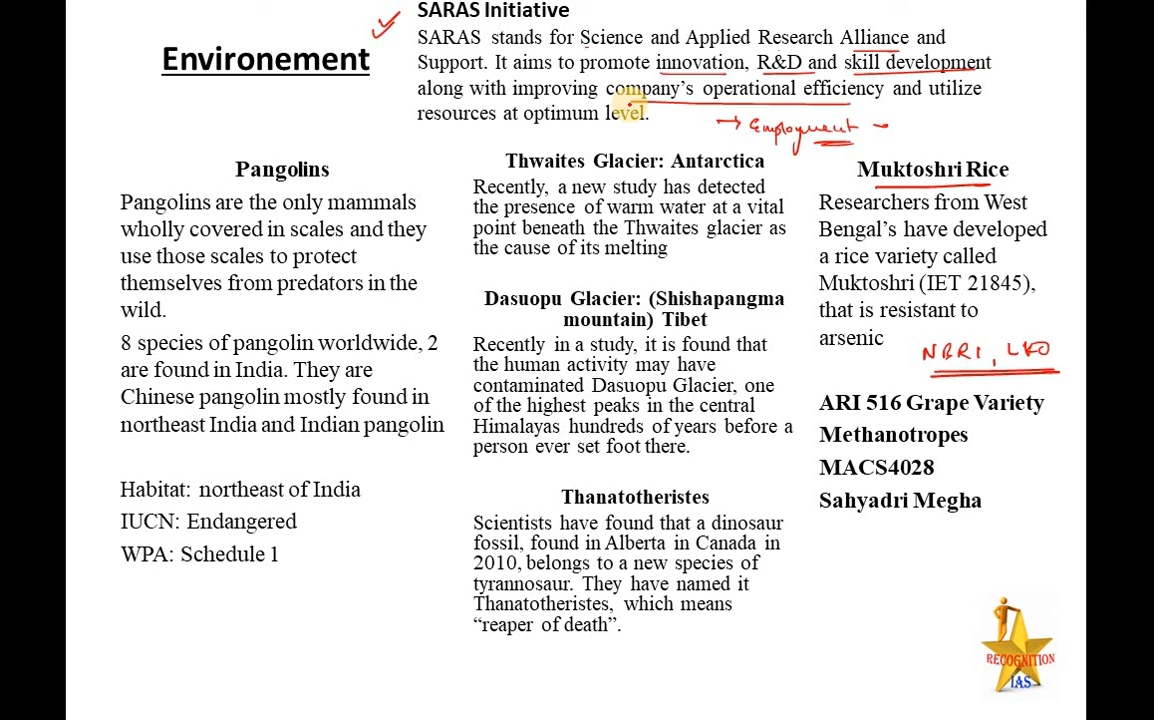 SARAS Initiative
SARAS stands for Science and Applied Research Alliance and
Support. It aims to promote innovation, R&D and skill development
along with improving company's operational efficiency and utilize
resources at optimum level.
→ Employment -
Environement
Pangolins
Pangolins are the only mammals
wholly covered in scales and they
use those scales to protect
themselves from predators in the
wild.
8 species of pangolin worldwide, 2
are found in India. They are
Chinese pangolin mostly found in
northeast India and Indian pangolin
Habitat: northeast of India
IUCN: Endangered
WPA: Schedule 1
Thwaites Glacier: Antarctica
Recently, a new study has detected
the presence of warm water at a vital
point beneath the Thwaites glacier as
the cause of its melting
Dasuopu Glacier: (Shishapangma
mountain) Tibet
Recently in a study, it is found that
the human activity may have
contaminated Dasuopu Glacier, one
of the highest peaks in the central
Himalayas hundreds of years before a
person ever set foot there.
Thanatotheristes
Scientists have found that a dinosaur
fossil, found in Alberta in Canada in
2010, belongs to a new species of
tyrannosaur. They have named it
Thanatotheristes, which means
“reaper of death”.
Muktoshri Rice
Researchers from West
Bengal's have developed
a rice variety called
Muktoshri (IET 21845),
that is resistant to
arsenic
NBRI, LKO
ARI 516 Grape Variety
Methanotropes
MACS4028
Sahyadri Megha
RECOGNITION
IAS